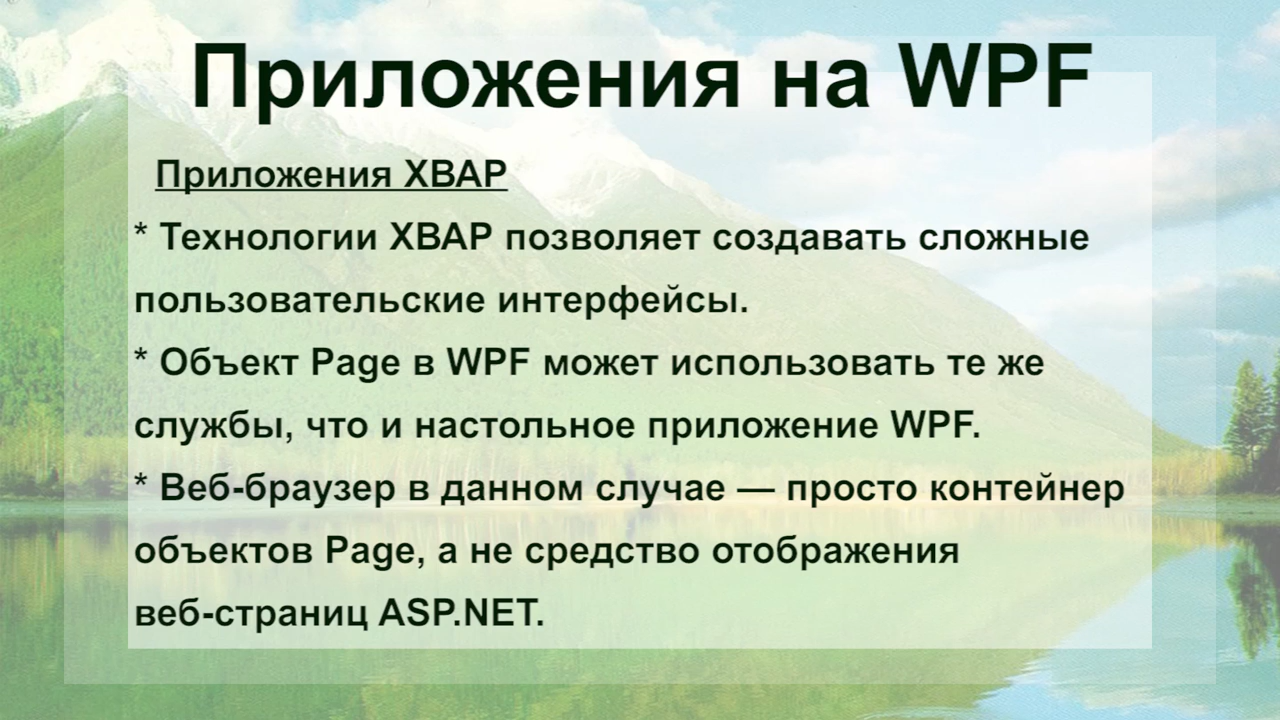 Приложения на WPF
Приложения XBAP
* Технологии XBAP позволяет создавать сложные
пользовательские интерфейсы.
* Объект Page в WPF может использовать те же
службы, что и настольное приложение WPF.
* Веб-браузер в данном случае — просто контейнер
объектов Page, а не средство отображения
веб-страниц ASP.NET.